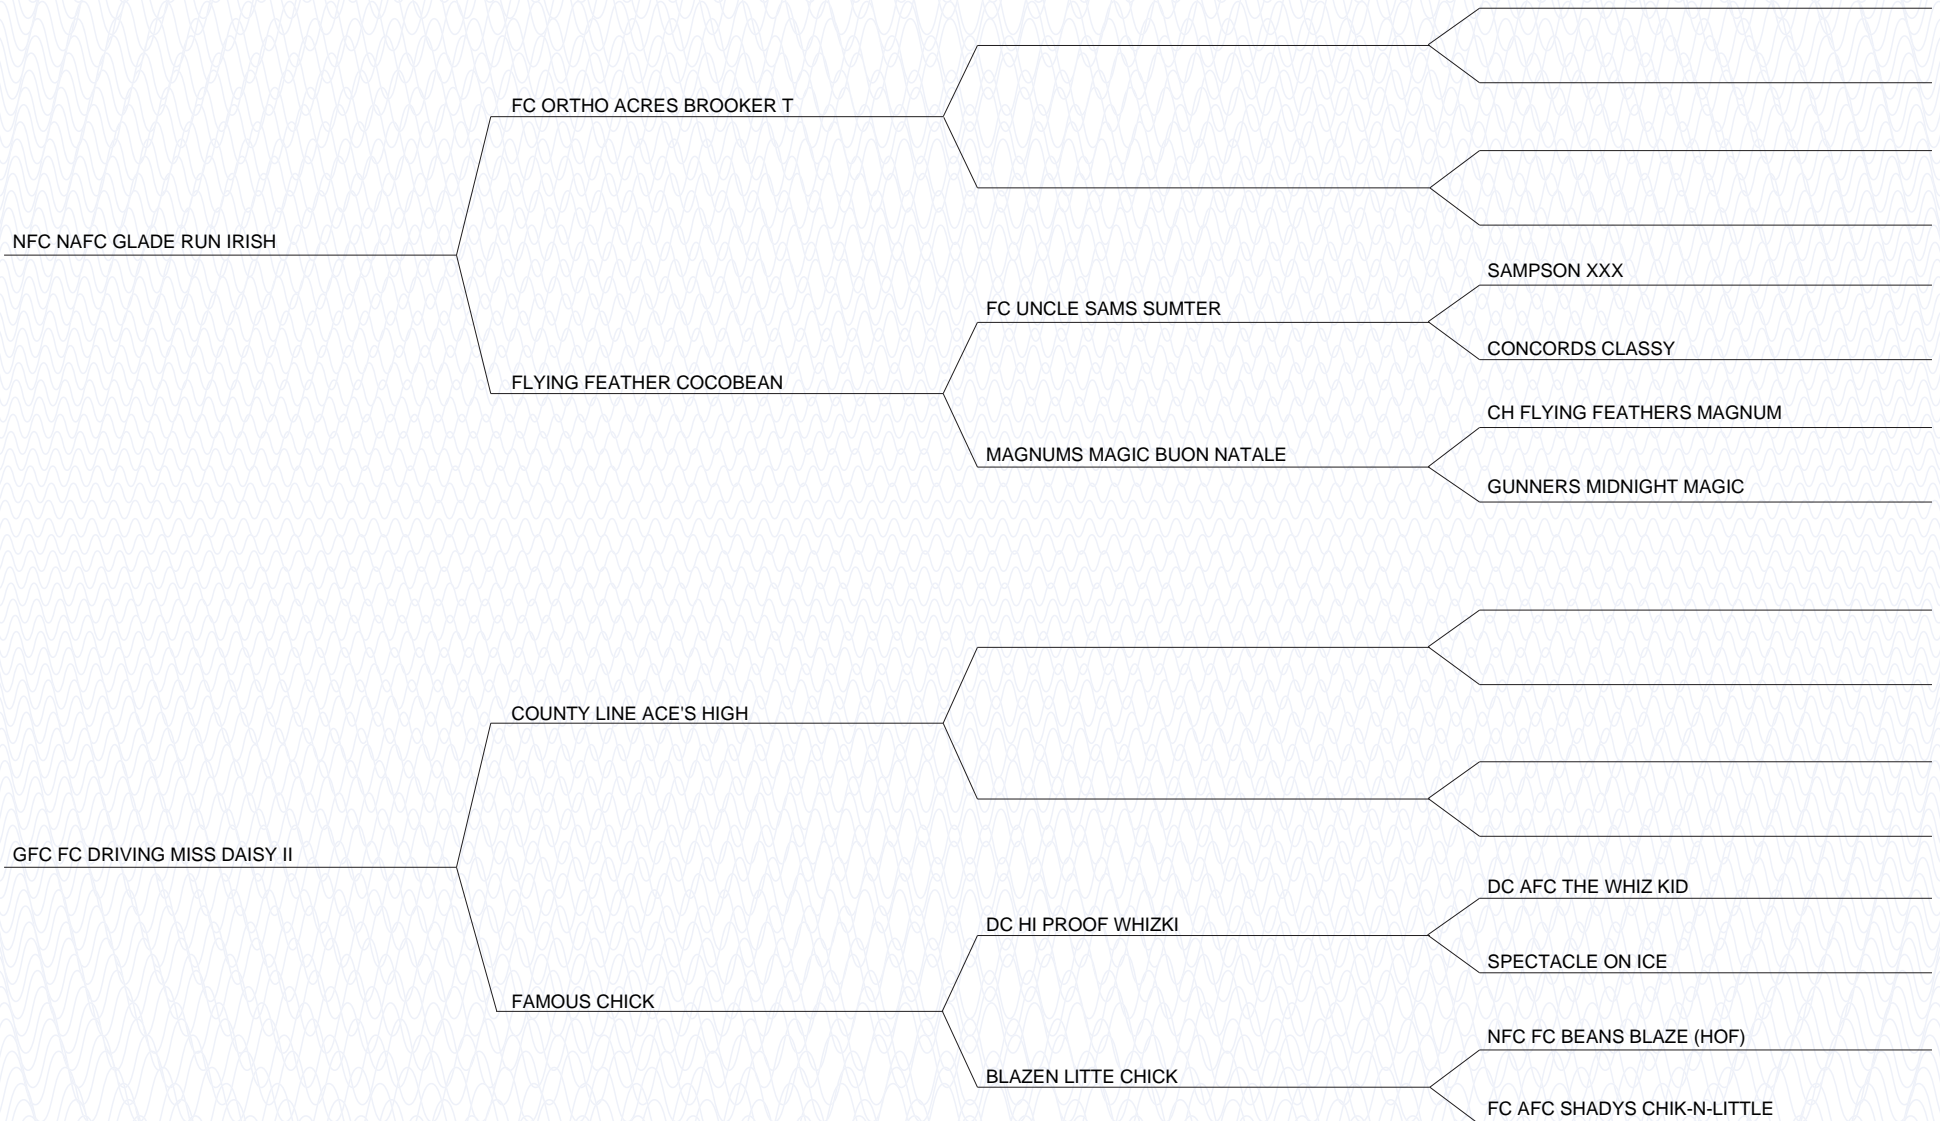 FC ORTHO ACRES BROOKER T
NFC NAFC GLADE RUN IRISH
SAMPSON XXX
FC UNCLE SAMS SUMTER
CONCORDS CLASSY
FLYING FEATHER COCOBEAN
CH FLYING FEATHERS MAGNUM
MAGNUMS MAGIC BUON NATALE
GUNNERS MIDNIGHT MAGIC
COUNTY LINE ACE'S HIGH
GFC FC DRIVING MISS DAISY II
DC AFC THE WHIZ KID
DC HI PROOF WHIZKI
SPECTACLE ON ICE
FAMOUS CHICK
NFC FC BEANS BLAZE (HOF)
BLAZEN LITTE CHICK
FC AFC SHADYS CHIK-N-LITTLE